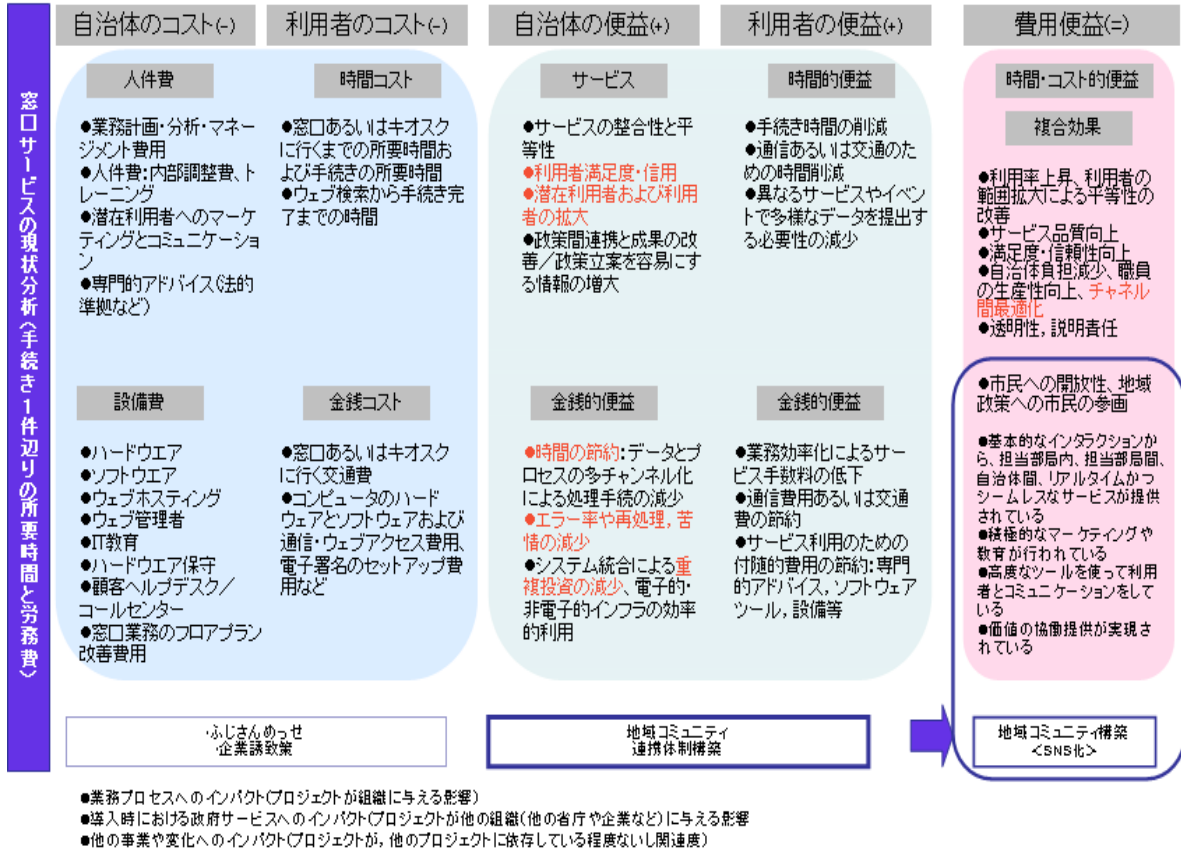 自治体のコスト(-)
利用者のコスト(-)
自治体の便益(+)
利用者の便益(+)
費用便益(=)
窓口サービスの現状分析(手続き1件辺りの所要時間と労務費)
人件費
●業務計画・分析・マネー
ジメント費用
●人件費:内部調整費、ト
レーニング
●潜在利用者へのマーケ
ティングとコミュニケーショ
ン
●専門的アドバイス(法的
準拠など)
時間コスト
●窓口あるいはキオスク
に行くまでの所要時間お
よび手続きの所要時間
●ウェブ検索から手続き完
了までの時間
サービス
●サービスの整合性と平
等性
●利用者満足度・信用
●潜在利用者および利用
者の拡大
●政策間連携と成果の改
善/政策立案を容易にす
る情報の増大
時間的便益
●手続き時間の削減
●通信あるいは交通のた
めの時間削減
●異なるサービスやイベン
トで多様なデータを提出す
る必要性の減少
時間・コスト的便益
複合効果
●利用率上昇、利用者の
範囲拡大による平等性の
改善
●サービス品質向上
●満足度・信頼性向上
●自治体負担減少、職員
の生産性向上、チャネル
間最適化
●透明性,説明責任
設備費
●ハードウエア
●ソフトウエア
●ウェブホスティング
●ウェブ管理者
●IT教育
●ハードウエア保守
●顧客ヘルプデスク/
コールセンター
●窓口業務のフロアプラン
改善費用
金銭コスト
●窓口あるいはキオスク
に行く交通費
●コンピュータのハード
ウェアとソフトウェアおよび
通信・ウェブアクセス費用、
電子署名のセットアップ費
用など
金銭的便益
●時間の節約:データとプ
ロセスの多チャンネル化
による処理手続の減少
●エラー率や再処理,苦
情の減少
●システム統合による重
複投資の減少、電子的・
非電子的インフラの効率
的利用
金銭的便益
●業務効率化によるサー
ビス手数料の低下
●通信費用あるいは交通
費の節約
●サービス利用のための
付随的費用の節約:専門
的アドバイス,ソフトウェア
ツール,設備等
●市民への開放性、地域
政策への市民の参画
●基本的なインタラクションか
ら、担当部局内、担当部局間、
自治体間、リアルタイムかつ
シームレスなサービスが提供
されている
●積極的なマーケティングや
教育が行われている
●高度なツールを使って利用
者とコミュニケーションをして
いる
●価値の協働提供が実現さ
れている
・ふじさんめっせ
・企業誘致策
地域コミュニティ
連携体制構築
地域コミュニティ構築
<SNS化>
●業務プロセスへのインパクト(プロジェクトが組織に与える影響)
●導入時における政府サービスへのインパクト(プロジェクトが他の組織(他の省庁や企業など)に与える影響
●他の事業や変化へのインパクト(プロジェクトが,他のプロジェクトに依存している程度ないし関連度)